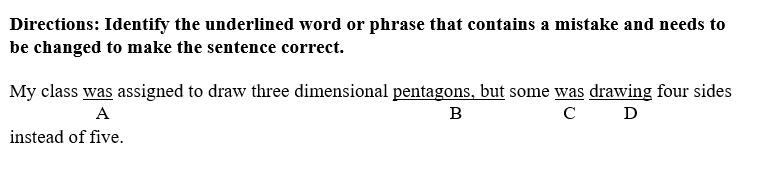 Directions: Identify the underlined word or phrase that contains a mistake and needs to
be changed to make the sentence correct.
My class was assigned to draw three dimensional pentagons, but some was drawing four sides
A B C D
instead of five.